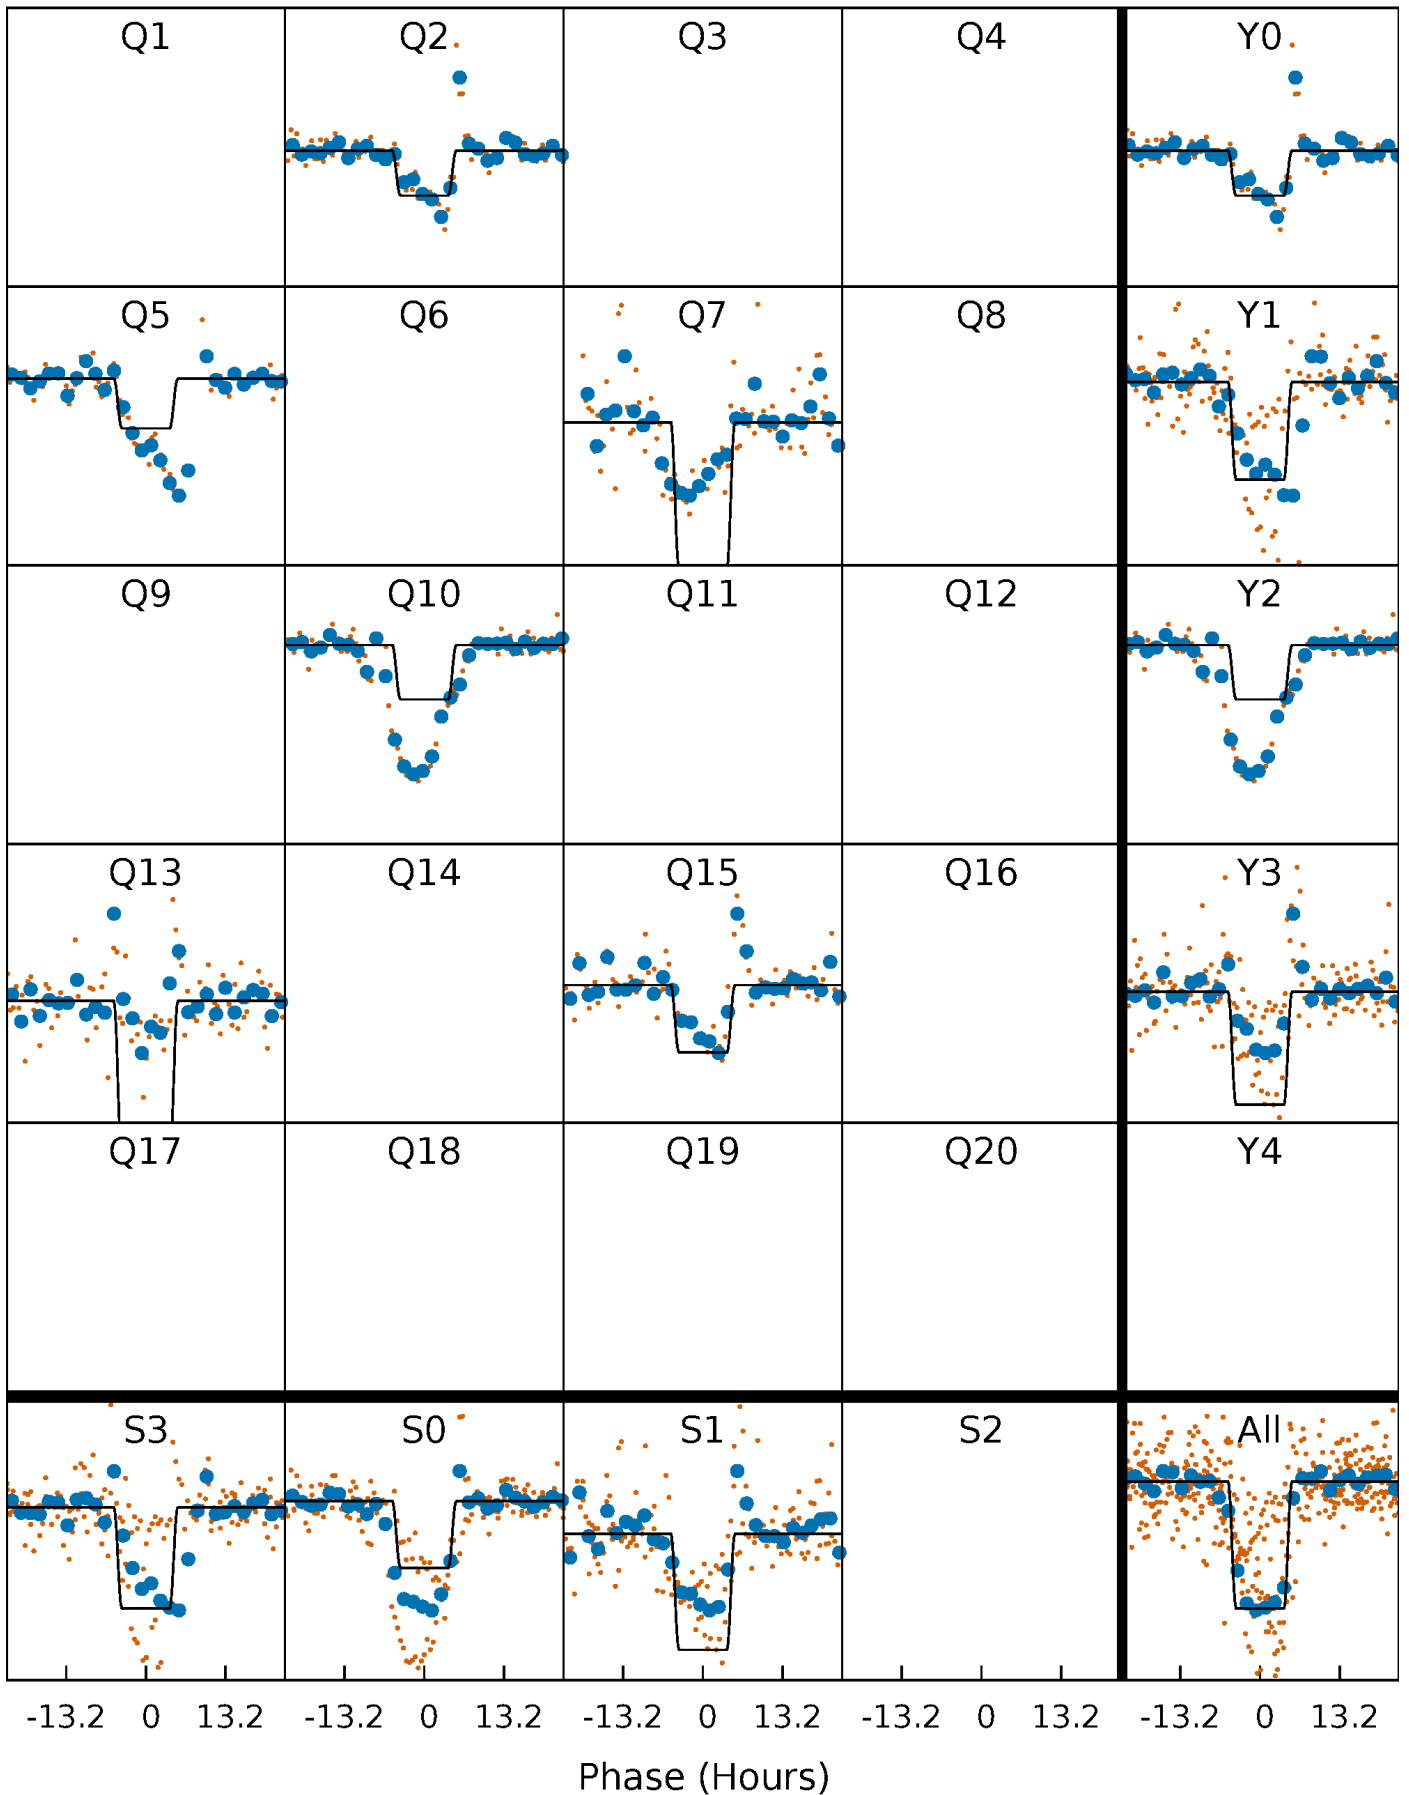 Q1 Q2 Q3 Q4 Y0
Q5 Q6 Q7 Q8 Y1
Q9 Q10 Q11 Q12 Y2
Q13 Q14 Q15 Q16 Y3
Q17 Q18 Q19 Q20 Y4
S3 S0 S1 S2 All
-13.2 0 13.2 -13.2 0 13.2 -13.2 0 13.2 -13.2 0 13.2 -13.2 0 13.2
Phase (Hours)